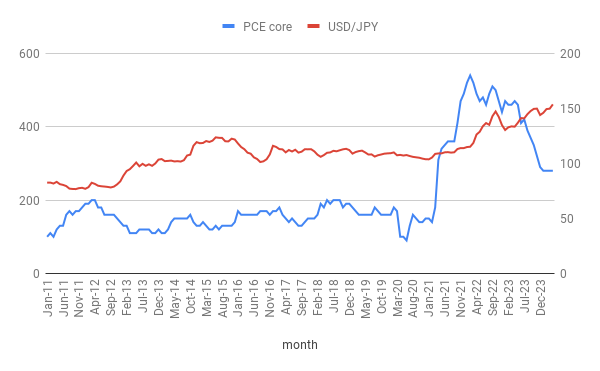 PCE core USD/JPY
600 200
400 150
200 100
0 50
0
Jan-11 Jun-11 Nov-11 Apr-12 Sep-12 Feb-13 Jul-13 Dec-13 May-14 Oct-14 Mar-15 Aug-15 Jan-16 Jun-16 Nov-16 Apr-17 Sep-17 Feb-18 Jul-18 Dec-18 May-19 Oct-19 Mar-20 Aug-20 Jan-21 Jun-21 Nov-21 Apr-22 Sep-22 Feb-23 Jul-23 Dec-23
month